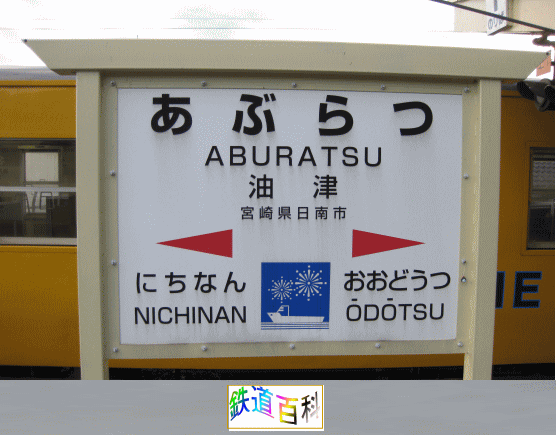 あぶらつ
ABURATSU
油津
宮崎県日南市
にちなん
NICHINAN
おおどうつ
ŌDŌTSU
鉄道百科